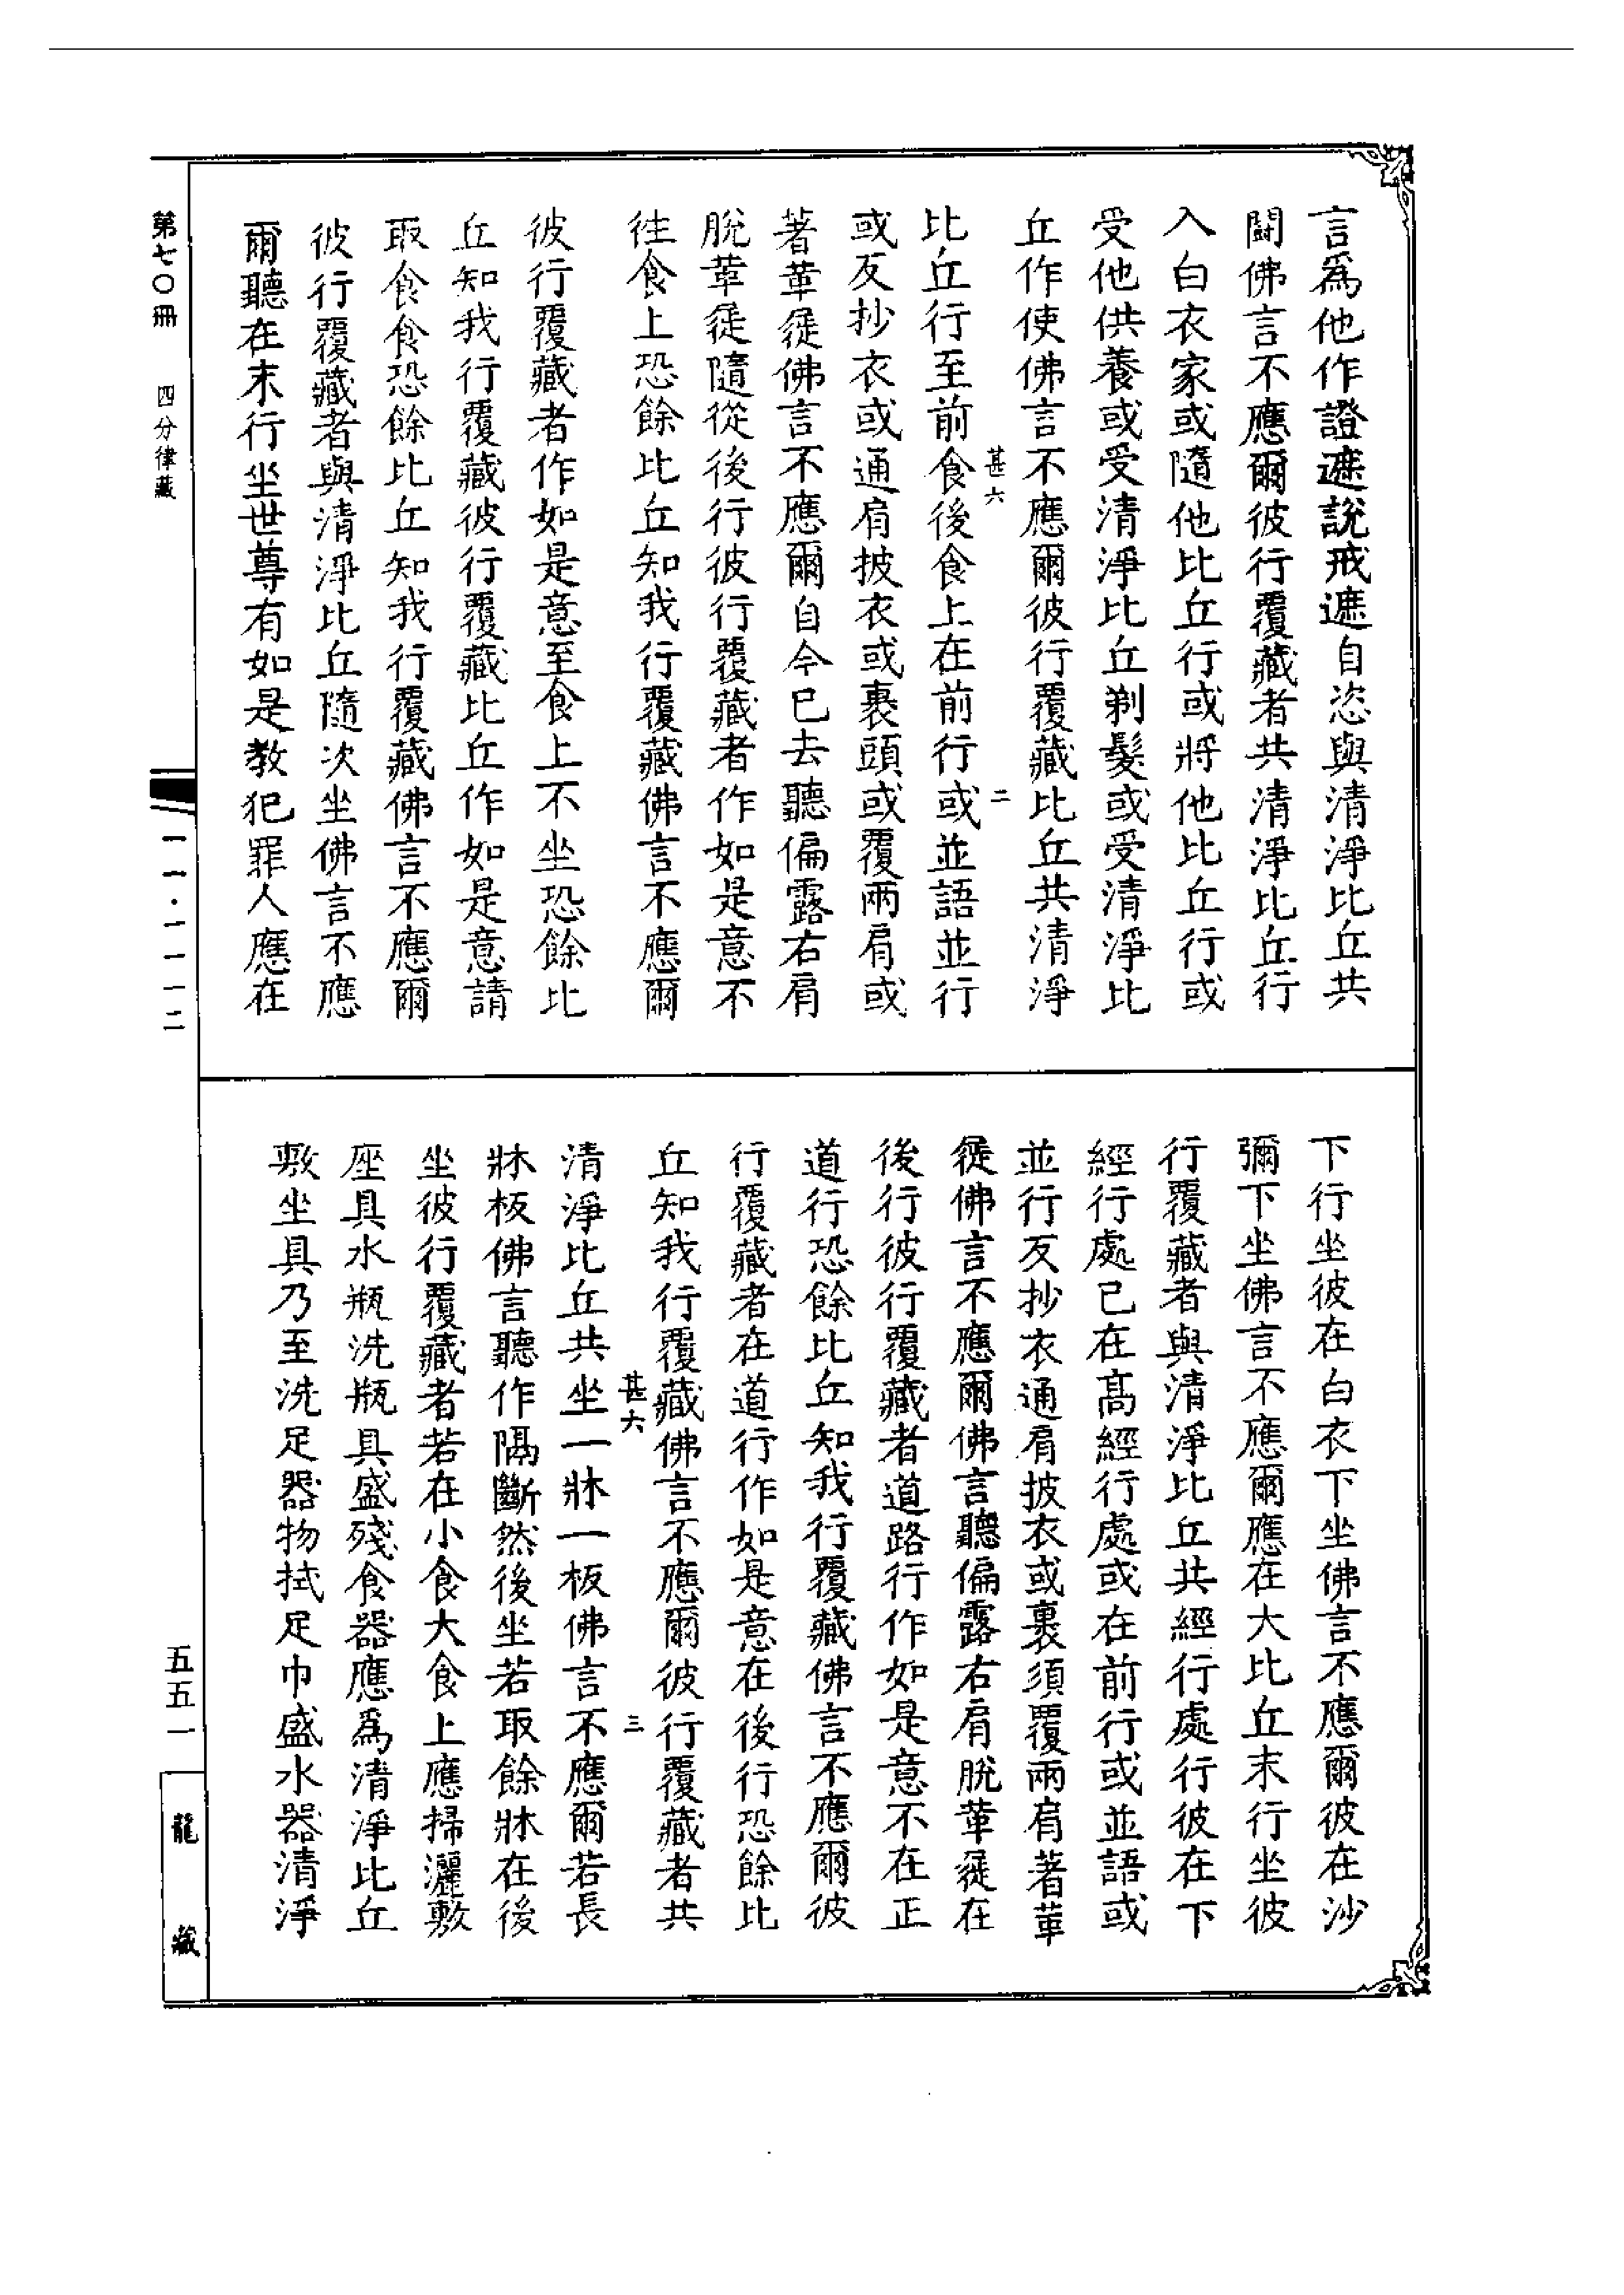 言爲他作證遮說戒遮自恣與清淨比丘共
鬪佛言不應爾彼行覆藏者共清淨比丘行
入白衣家或隨他比丘行或將他比丘行或
受他供養或受清淨比丘剃髮或受清淨比
丘作使佛言不應爾彼行覆藏比丘共清淨
甚六
二
比丘行至前食後食上在前行或並語並行
或反抄衣或通肩披衣或裹頭或覆兩肩或
著革屣佛言不應爾自今已去聽偏露右肩
脫革屣隨從後行彼行覆藏者作如是意不
往食上恐餘比丘知我行覆藏佛言不應爾
彼行覆藏者作如是意至食上不坐恐餘比
丘知我行覆藏彼行覆藏比丘作如是意請
取食食恐餘比丘知我行覆藏佛言不應爾
彼行覆藏者與清淨比丘隨次坐佛言不應
爾聽在末行坐世尊有如是教犯罪人應在
下行坐彼在白衣下坐佛言不應爾彼在沙
彌下坐佛言不應爾應在大比丘末行坐彼
行覆藏者與清淨比丘共經行處行彼在下
經行處已在高經行處或在前行或並語或
並行反抄衣通肩披衣或裹須覆兩肩著革
屣佛言不應爾佛言聽偏露右肩脫革屣在
後行彼行覆藏者道路行作如是意不在正
道行恐餘比丘知我行覆藏佛言不應爾彼
行覆藏者在道行作如是意在後行恐餘比
丘知我行覆藏佛言不應爾彼行覆藏者共
甚六
三
清淨比丘共坐一牀一板佛言不應爾若長
牀板佛言聽作隔斷然後坐若取餘牀在後
坐彼行覆藏者若在小食大食上應掃灑敷
座具水瓶洗瓶具盛殘食器應爲清淨比丘
敷坐具乃至洗足器物拭足巾盛水器清淨
第七〇冊
四分律藏
一一·一一一二
五五一
龍藏